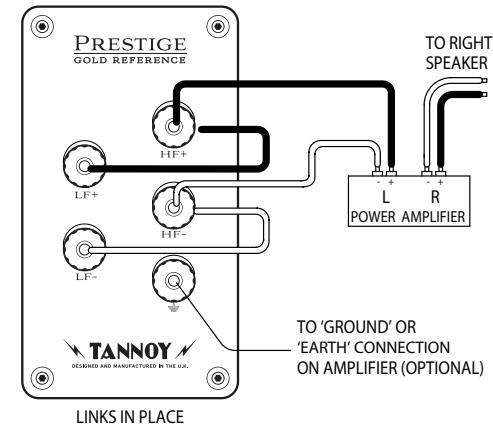 PRESTIGE
GOLD REFERENCE
TO RIGHT
SPEAKER
HF+
LF+
HF-
LF-
- + - +
L R
POWER AMPLIFIER
TANNOY
DESIGNED AND MANUFACTURED IN THE U.K.
TO ‘GROUND’ OR
‘EARTH’ CONNECTION
ON AMPLIFIER (OPTIONAL)
LINKS IN PLACE